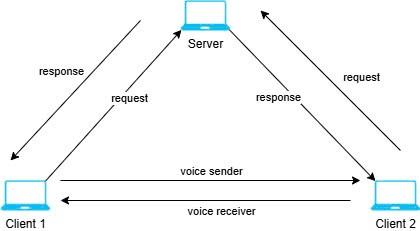 Server
response
request
request
response
voice sender
voice receiver
Client 1
Client 2